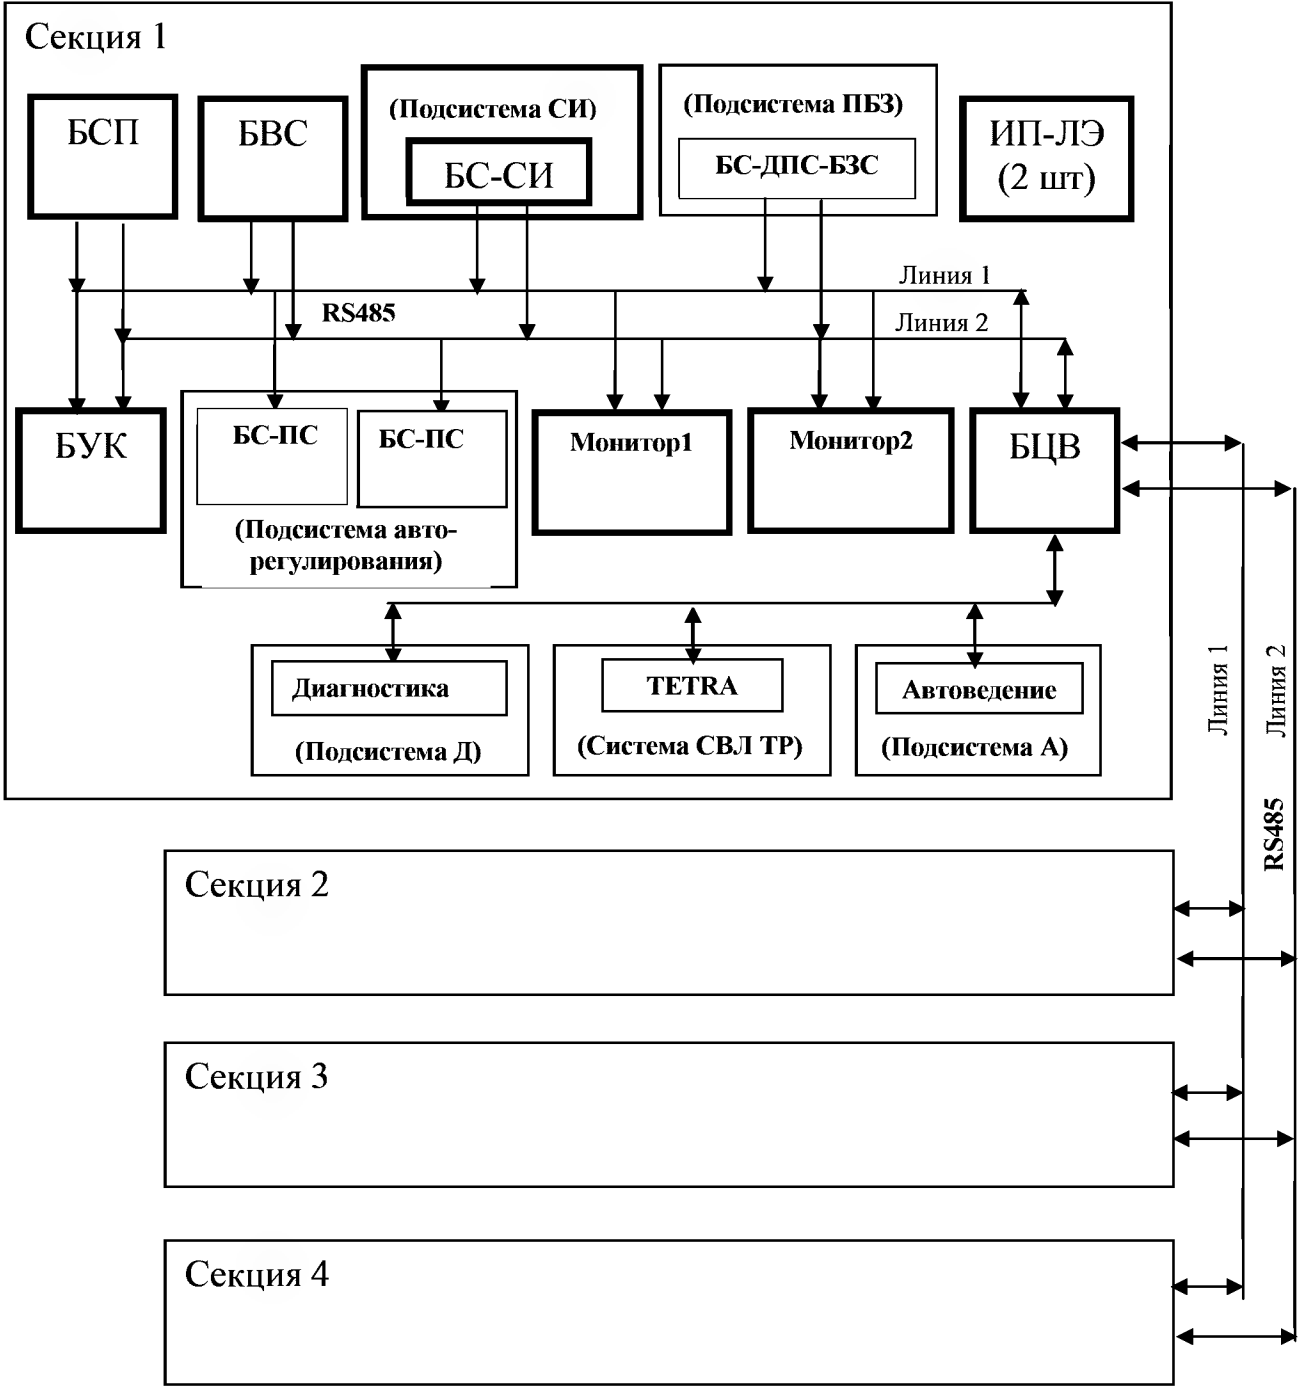 Секция 1
БСП
БВС
(Подсистема СИ)
БС-СИ
(Подсистема ПБЗ)
БС-ДПС-БЗС
ИП-ЛЭ
(2 шт)
Линия 1
RS485
Линия 2
БУК
БС-ПС
БС-ПС
(Подсистема авто-
регулирования)
Монитор1
Монитор2
БЦВ
Диагностика
(Подсистема Д)
TETRA
(Система СВЛ ТР)
Автоведение
(Подсистема А)
Линия 1
Линия 2
RS485
Секция 2
Секция 3
Секция 4